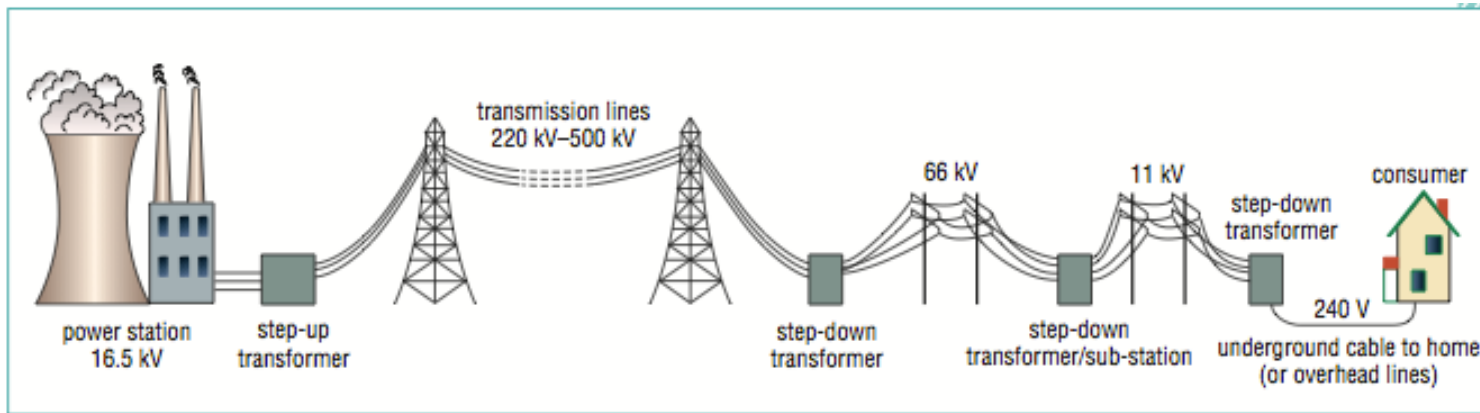 power station
16.5 kV
step-up
transformer
transmission lines
220 kV–500 kV
step-down
transformer
66 kV
step-down
transformer/sub-station
11 kV
step-down
transformer
consumer
240 V
underground cable to home
(or overhead lines)